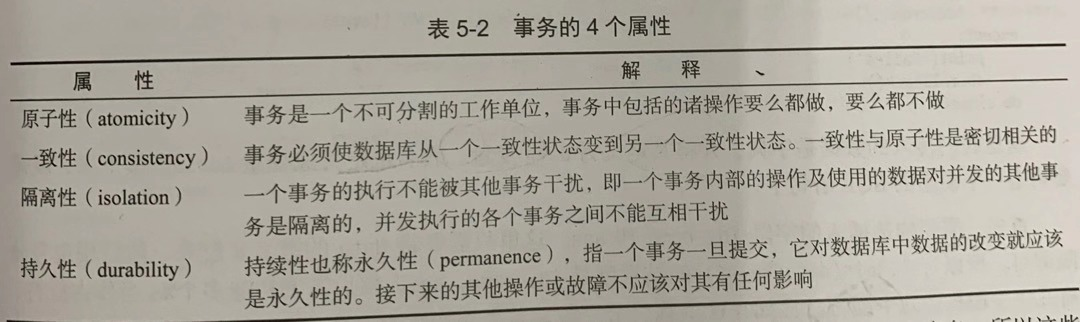 表 5-2 事务的 4 个属性
属 性 解 释
原子性（atomicity） 事务是一个不可分割的工作单位，事务中包括的诸操作要么都做，要么都不做
一致性（consistency） 事务必须使数据库从一个一致性状态变到另一个一致性状态。一致性与原子性是密切相关的
隔离性（isolation） 一个事务的执行不能被其他事务干扰，即一个事务内部的操作及使用的数据对并发的其他事
务是隔离的，并发执行的各个事务之间不能互相干扰
持久性（durability） 持续性也称永久性（permanence），指一个事务一旦提交，它对数据库中数据的改变就应该
是永久性的。接下来的其他操作或故障不应该对其有任何影响